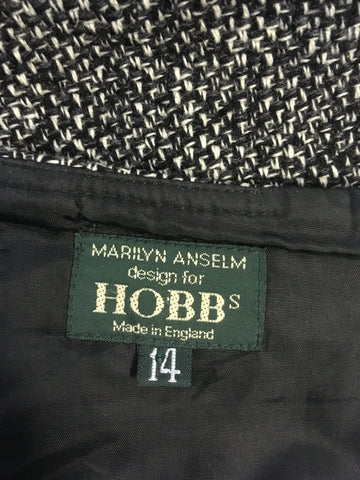 MARILYN ANSELM
design for
HOBBS
Made in England
14